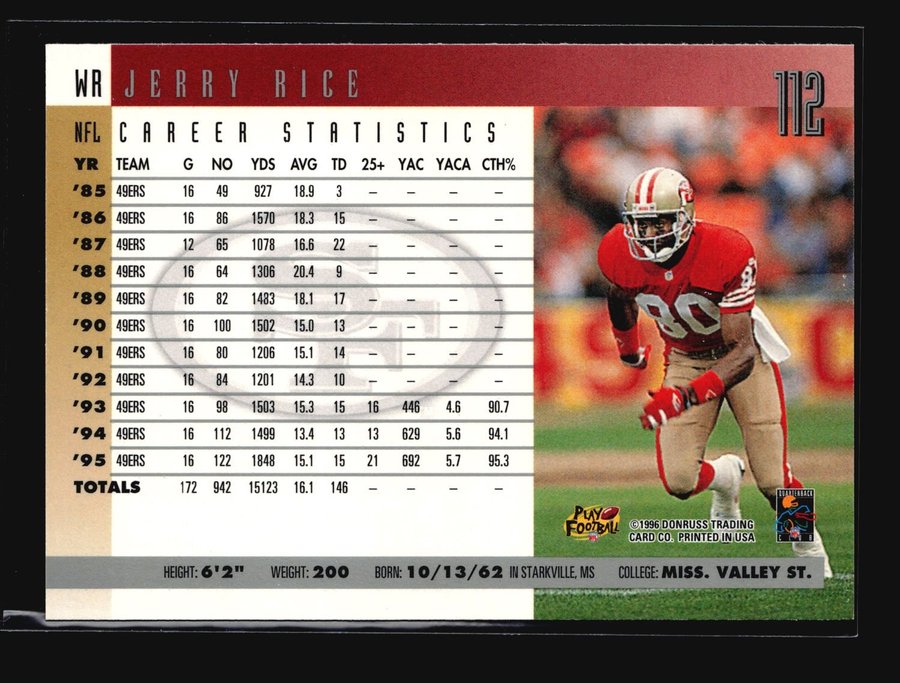 WR JERRY RICE
112
NFL CAREER STATISTICS
YR TEAM G NO YDS AVG TD 25+ YAC YACA CTH%
'85 49ERS 16 49 927 18.9 3 – – – –
'86 49ERS 16 86 1570 18.3 15 – – – –
'87 49ERS 12 65 1078 16.6 22 – – – –
'88 49ERS 16 64 1306 20.4 9 – – – –
'89 49ERS 16 82 1483 18.1 17 – – – –
'90 49ERS 16 100 1502 15.0 13 – – – –
'91 49ERS 16 80 1206 15.1 14 – – – –
'92 49ERS 16 84 1201 14.3 10 – – – –
'93 49ERS 16 98 1503 15.3 15 16 446 4.6 90.7
'94 49ERS 16 112 1499 13.4 13 13 629 5.6 94.1
'95 49ERS 16 122 1848 15.1 15 21 692 5.7 95.3
TOTALS 172 942 15123 16.1 146 – – – –
SF
80
80
PLAY
FOOTBALL
©1996 DONRUSS TRADING
CARD CO. PRINTED IN USA
QUARTERBACK
CLUB
HEIGHT: 6'2" WEIGHT: 200 BORN: 10/13/62 IN STARKVILLE, MS COLLEGE: MISS. VALLEY ST.